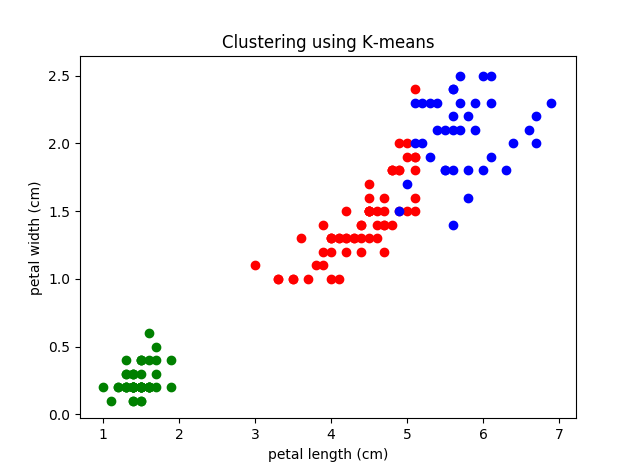 Clustering using K-means
2.5
2.0
1.5
1.0
0.5
0.0
petal width (cm)
1 2 3 4 5 6 7
petal length (cm)